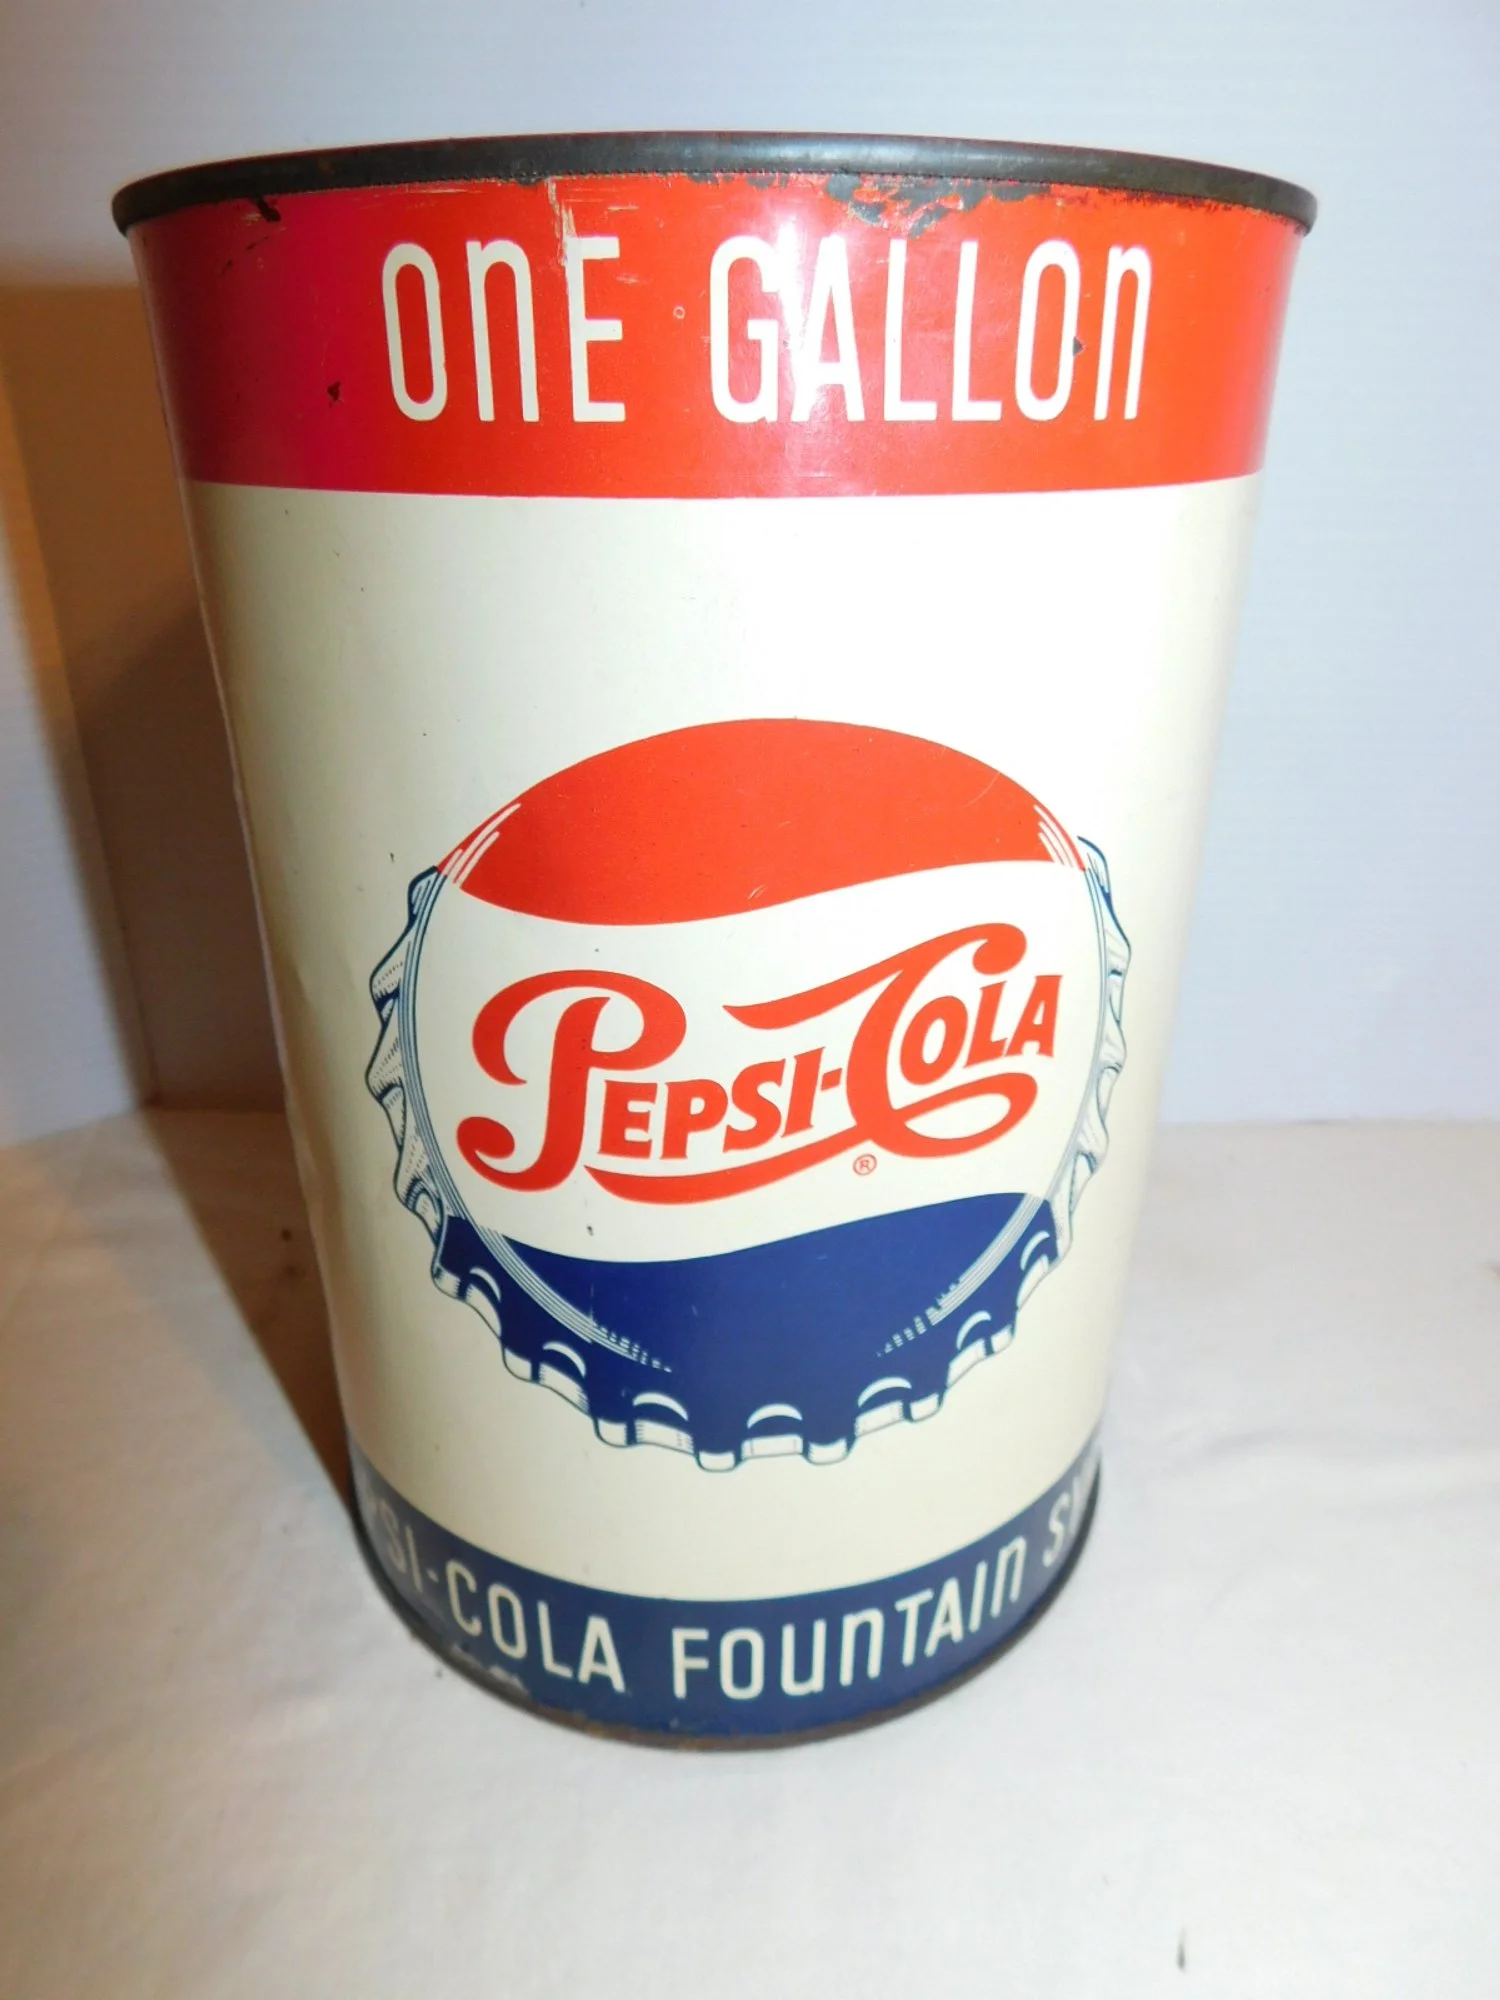 OnE GALLOn
PEPSI-COLA
®
SI-COLA FOUnTAIn